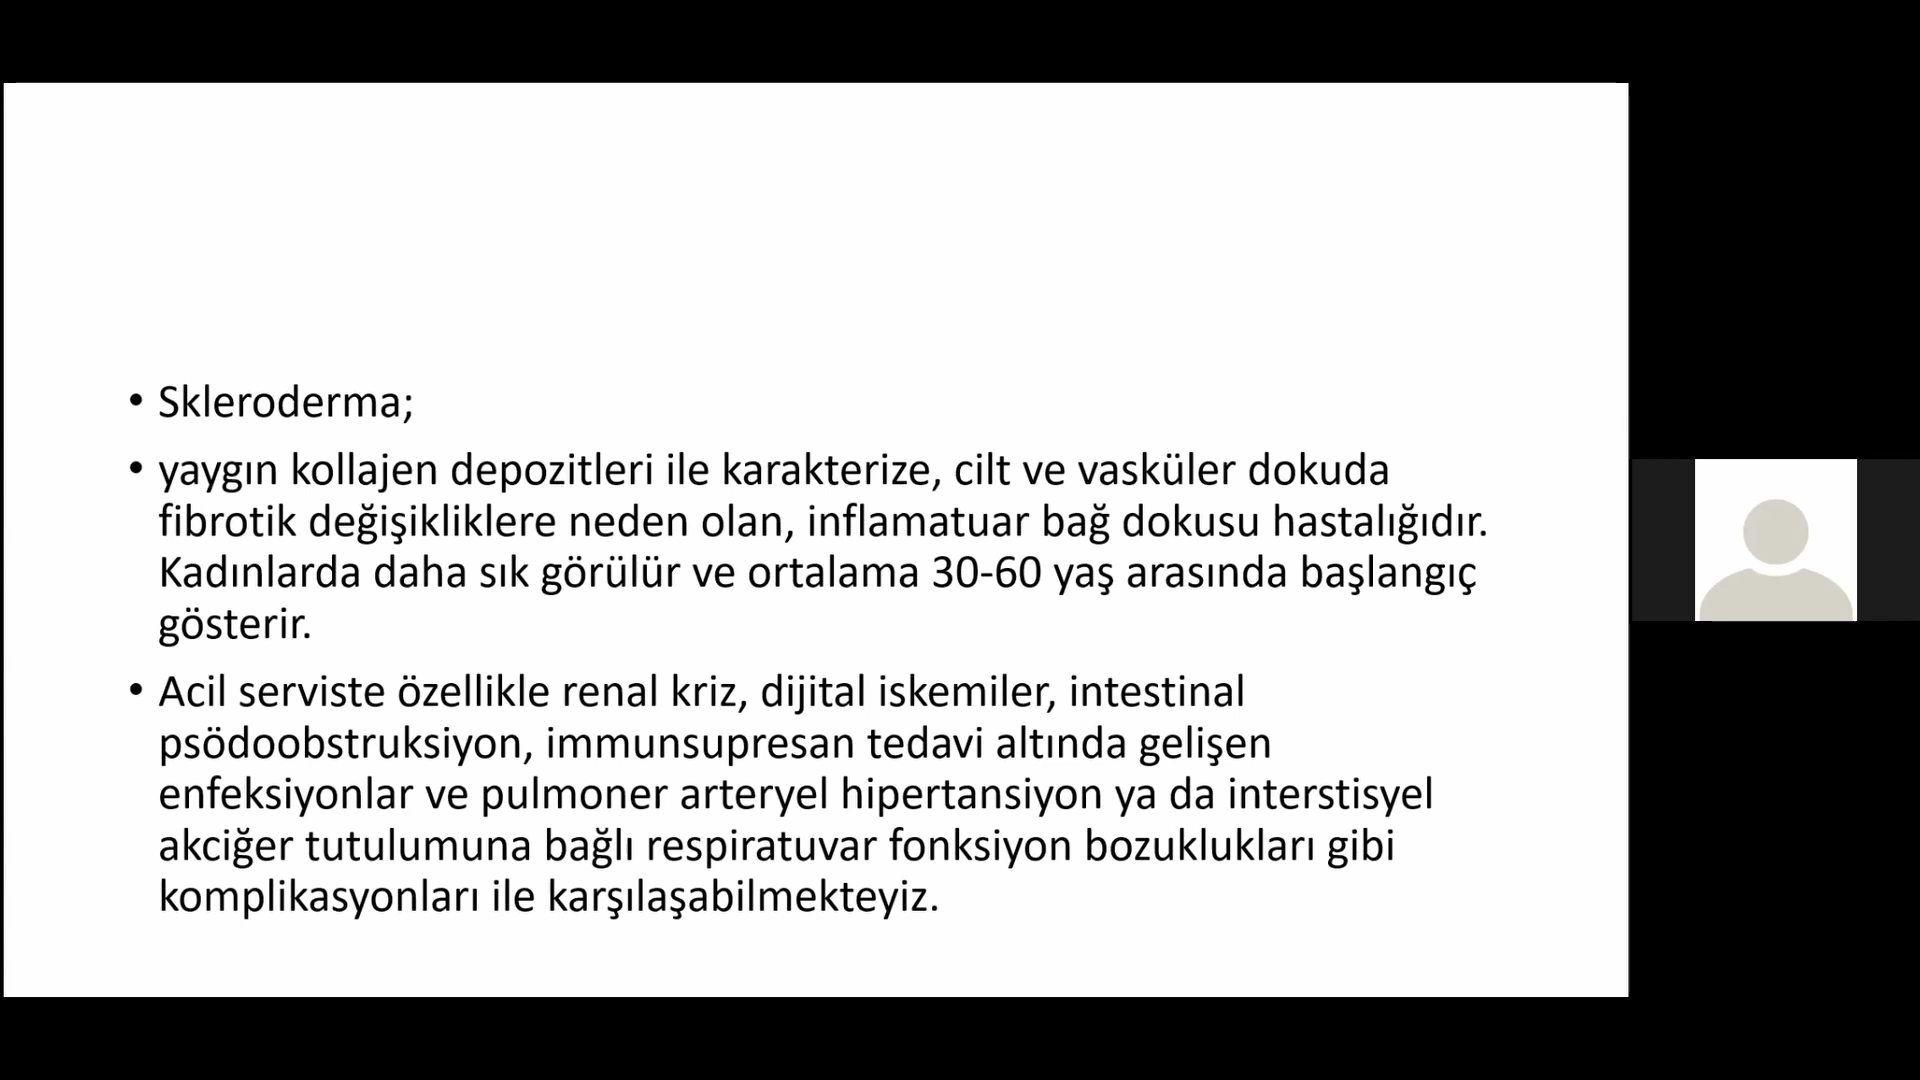 • Skleroderma;
• yaygın kollajen depozitleri ile karakterize, cilt ve vasküler dokuda
fibrotik değişikliklere neden olan, inflamatuar bağ dokusu hastalığıdır.
Kadınlarda daha sık görülür ve ortalama 30-60 yaş arasında başlangıç
gösterir.
• Acil serviste özellikle renal kriz, dijital iskemiler, intestinal
psödoobstruksiyon, immunsupresan tedavi altında gelişen
enfeksiyonlar ve pulmoner arteryel hipertansiyon ya da interstisyel
akciğer tutulumuna bağlı respiratuvar fonksiyon bozuklukları gibi
komplikasyonları ile karşılaşabilmekteyiz.